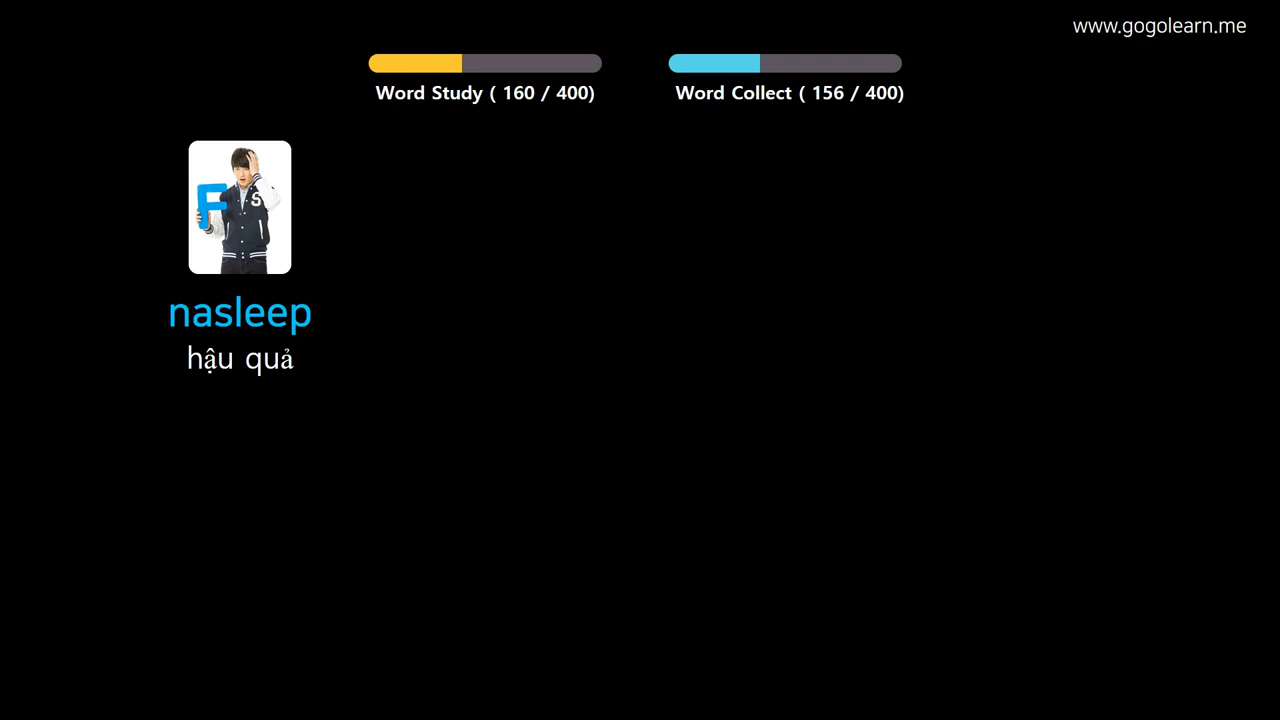 www.gogolearn.me
Word Study ( 160 / 400)
Word Collect ( 156 / 400)
F
S
nasleep
hậu quả